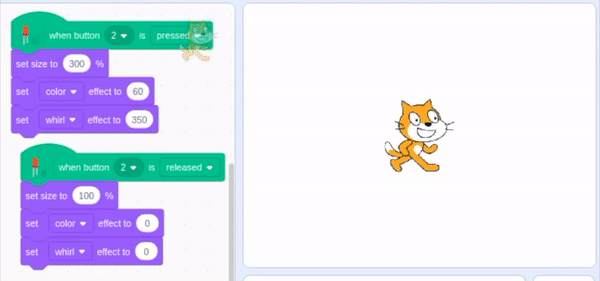 when button 2 is pressed
set size to 300 %
set color effect to 60
set whirl effect to 350
when button 2 is released
set size to 100 %
set color effect to 0
set whirl effect to 0